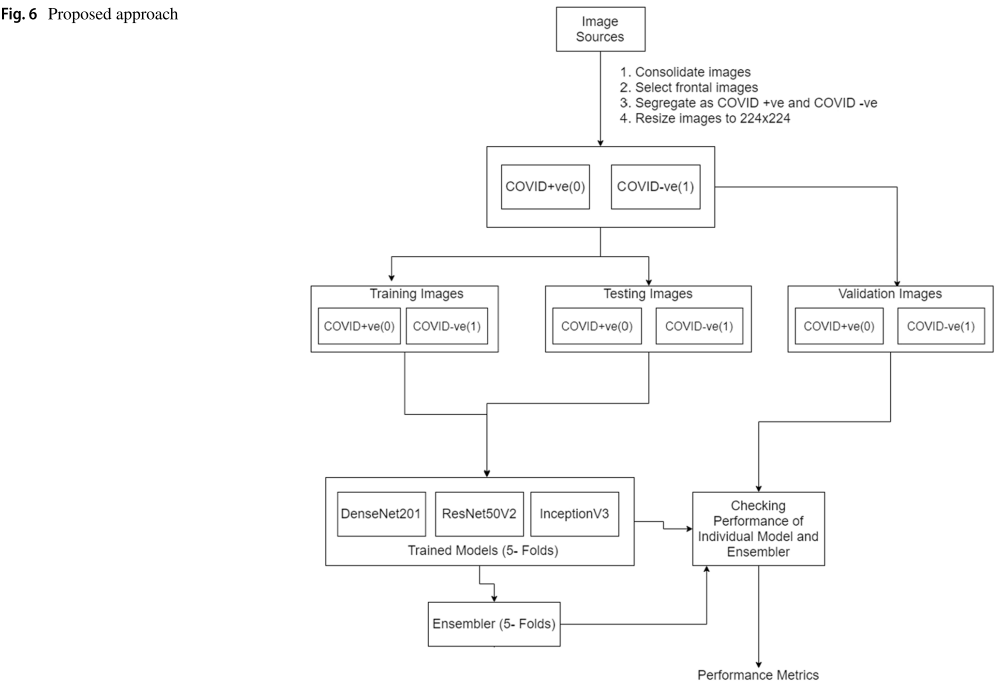 Fig. 6 Proposed approach
Image
Sources
1. Consolidate images
2. Select frontal images
3. Segregate as COVID +ve and COVID -ve
4. Resize images to 224x224
COVID+ve(0)
COVID-ve(1)
Training Images
COVID+ve(0)
COVID-ve(1)
Testing Images
COVID+ve(0)
COVID-ve(1)
Validation Images
COVID+ve(0)
COVID-ve(1)
DenseNet201
ResNet50V2
InceptionV3
Trained Models (5- Folds)
Checking
Performance of
Individual Model and
Ensembler
Ensembler (5- Folds)
Performance Metrics